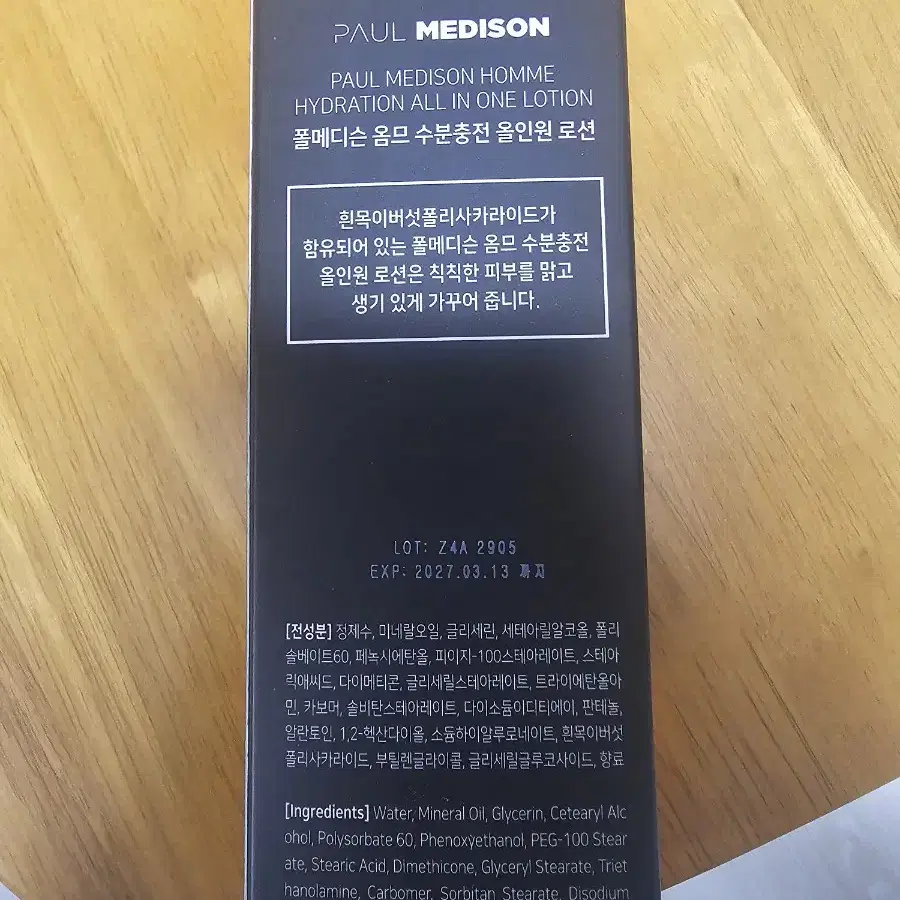 PAUL MEDISON
PAUL MEDISON HOMME
HYDRATION ALL IN ONE LOTION
폴메디슨 옴므 수분충전 올인원 로션
흰목이버섯폴리사카라이드가
함유되어 있는 폴메디슨 옴므 수분충전
올인원 로션은 칙칙한 피부를 맑고
생기 있게 가꾸어 줍니다.
LOT: Z4A 2905
EXP: 2027.03.13 까지
[전성분] 정제수, 미네랄오일, 글리세린, 세테아릴알코올, 폴리
솔베이트60, 페녹시에탄올, 피이지-100스테아레이트, 스테아
릭애씨드, 다이메티콘, 글리세릴스테아레이트, 트라이에탄올아
민, 카보머, 솔비탄스테아레이트, 다이소듐이디티에이, 판테놀,
알란토인, 1,2-헥산다이올, 소듐하이알루로네이트, 흰목이버섯
폴리사카라이드, 부틸렌글라이콜, 글리세릴글루코사이드, 향료
[Ingredients] Water, Mineral Oil, Glycerin, Cetearyl Alc
ohol, Polysorbate 60, Phenoxyethanol, PEG-100 Stear
ate, Stearic Acid, Dimethicone, Glyceryl Stearate, Triet
hanolamine, Carbomer, Sorbitan Stearate, Disodium